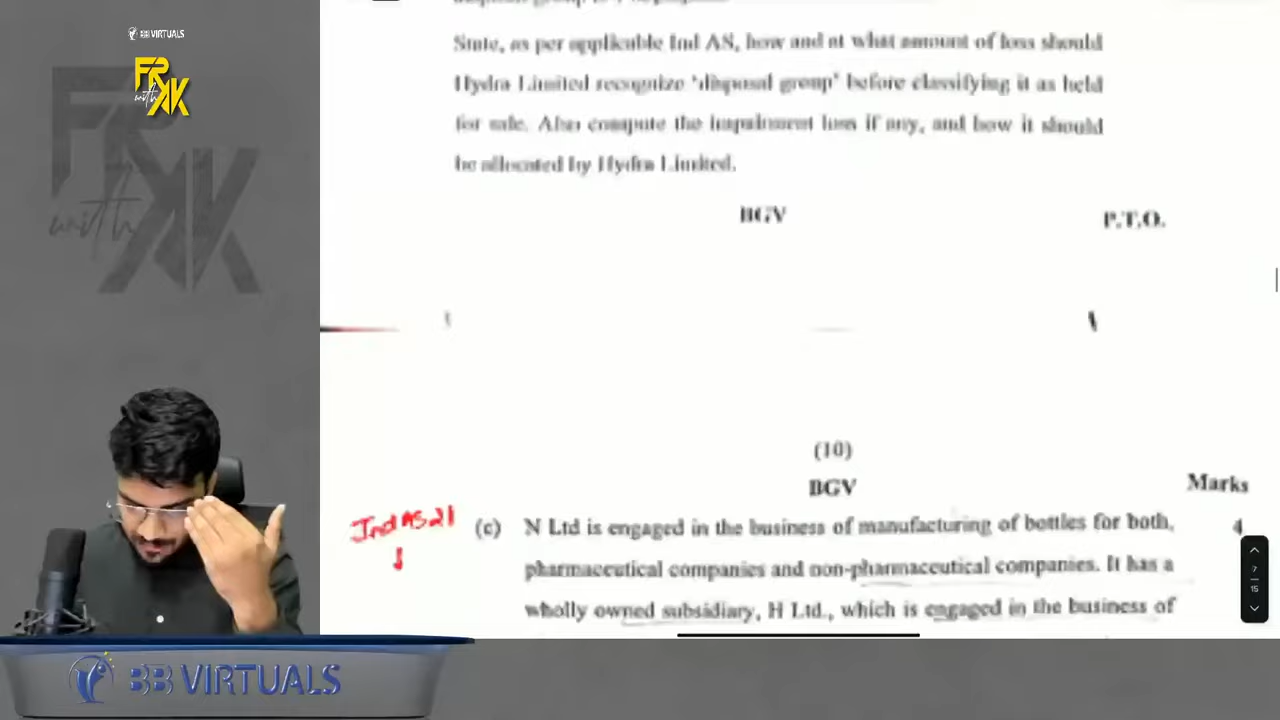 BB VIRTUALS
FR
with
AK
State, as per applicable Ind AS, how and at what amount of loss should
Hydra Limited recognize 'disposal group' before classifying it as held
for sale. Also compute the impairment loss if any, and how it should
be allocated by Hydra Limited.
BGV
P.T.O.
(10)
BGV
Marks
Ind AS 21
(c) N Ltd is engaged in the business of manufacturing of bottles for both, 4
pharmaceutical companies and non-pharmaceutical companies. It has a
wholly owned subsidiary, H Ltd., which is engaged in the business of
7
15
BB VIRTUALS